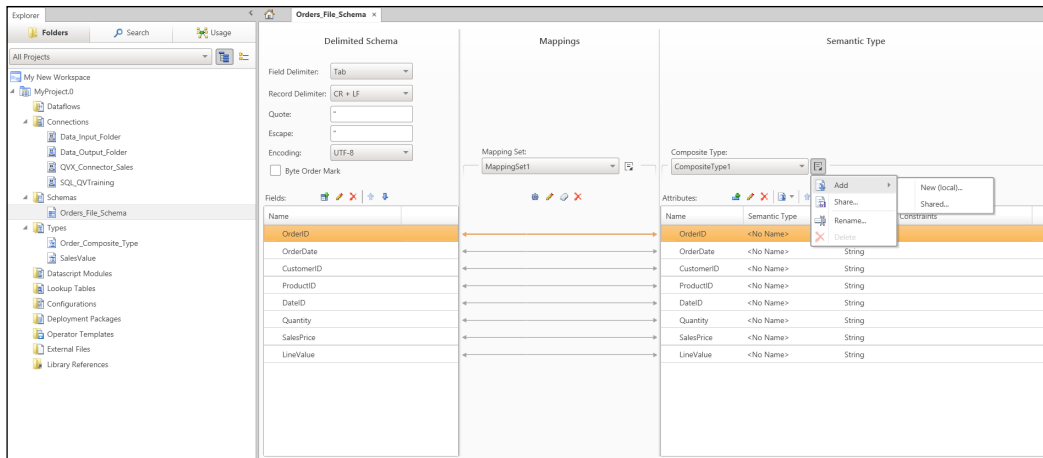 Explorer
Orders_File_Schema ×
Folders
Search
Usage
All Projects
My New Workspace
MyProject.0
Dataflows
Connections
Data_Input_Folder
Data_Output_Folder
QVX_Connector_Sales
SQL_QVTraining
Schemas
Orders_File_Schema
Types
Order_Composite_Type
SalesValue
Datascript Modules
Lookup Tables
Configurations
Deployment Packages
Operator Templates
External Files
Library References
Delimited Schema
Field Delimiter: Tab
Record Delimiter: CR + LF
Quote: "
Escape: "
Encoding: UTF-8
Byte Order Mark
Fields:
Name
OrderID
OrderDate
CustomerID
ProductID
DateID
Quantity
SalesPrice
LineValue
Mappings
Mapping Set:
MappingSet1
Semantic Type
Composite Type:
CompositeType1
Add
Share...
Rename...
Delete
New (local)...
Shared...
Attributes:
Name Semantic Type Constraints
OrderID <No Name>
OrderDate <No Name> String
CustomerID <No Name> String
ProductID <No Name> String
DateID <No Name> String
Quantity <No Name> String
SalesPrice <No Name> String
LineValue <No Name> String